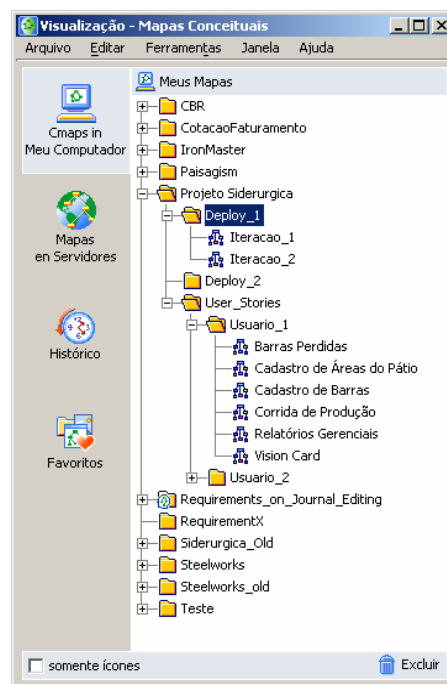 Visualização - Mapas Conceituais
Arquivo Editar Ferramentas Janela Ajuda
Cmaps in
Meu Computador
Mapas
en Servidores
Histórico
Favoritos
Meus Mapas
CBR
CotacaoFaturamento
IronMaster
Paisagism
Projeto Siderurgica
Deploy_1
Iteracao_1
Iteracao_2
Deploy_2
User_Stories
Usuario_1
Barras Perdidas
Cadastro de Áreas do Pátio
Cadastro de Barras
Corrida de Produção
Relatórios Gerenciais
Vision Card
Usuario_2
Requirements_on_Journal_Editing
RequirementX
Siderurgica_Old
Steelworks
Steelworks_old
Teste
somente ícones Excluir